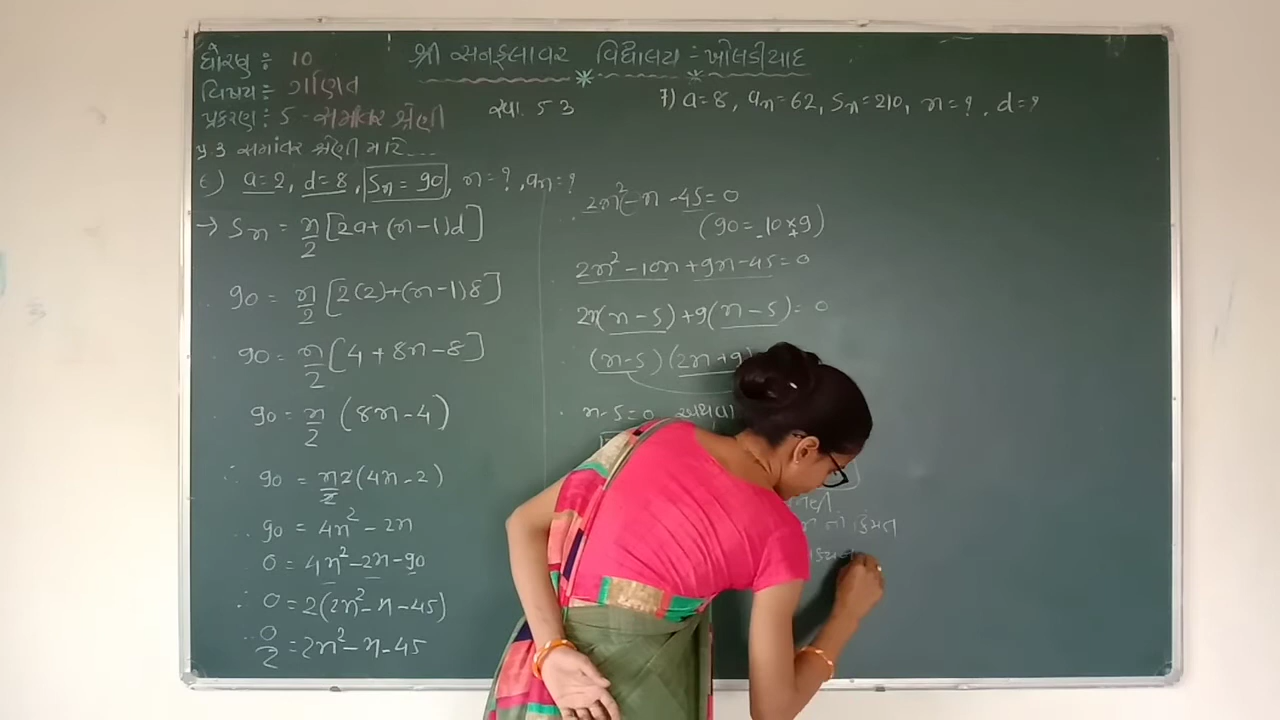 ધોરણ : 10
શ્રી સનફલાવર વિદ્યાલય - ખોલડીયાદ
વિષય : ગણિત
પ્રકરણ : 5 - સમાંતર શ્રેણી
સ્વા. 5.3
પ્ર.3 સમાંતર શ્રેણી માટે....
૬) a=2, d=8, Sn = 90, n=?, an=?
→ Sn = n/2 [2a+(n-1)d]
90 = n/2 [2(2)+(n-1)8]
90 = n/2 [4+8n-8]
90 = n/2 (8n-4)
∴ 90 = n/2 2(4n-2)
∴ 90 = 4n² - 2n
0 = 4n² - 2n - 90
∴ 0 = 2(2n² - n - 45)
∴ 0/2 = 2n² - n - 45
7) a=8, an=62, Sn=210, n=?, d=?
2n² - n - 45 = 0
(90 = -10 × +9)
2n² - 10n + 9n - 45 = 0
2n(n-5) + 9(n-5) = 0
(n-5)(2n+9)
∴ n-5=0 અથવા
n ની કિંમત